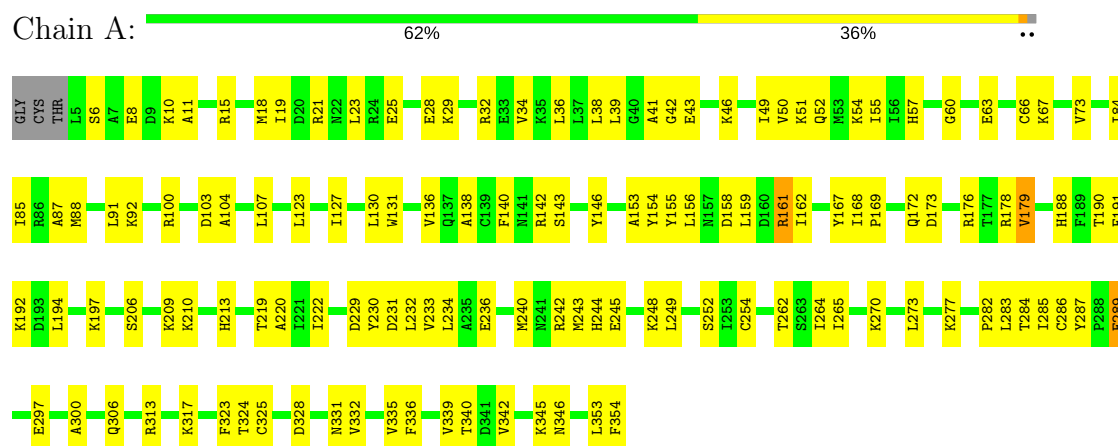 Chain A:
62% 36% ••
GLY CYS THR L5 S6 A7 E8 D9 K10 A11 R15 M18 I19 D20 R21 N22 L23 R24 E25 E28 K29 R32 E33 V34 K35 L36 L37 L38 L39 G40 A41 G42 E43 K46 I49 V50 K51 Q52 M53 K54 I55 I56 H57 G60 E63 C66 K67 V73 I84
I85 R86 A87 M88 L91 K92 R100 D103 A104 L107 L123 I127 L130 W131 V136 Q137 A138 C139 F140 N141 R142 S143 Y146 A153 Y154 Y155 L156 N157 D158 L159 D160 R161 I162 Y167 I168 P169 Q172 D173 R176 T177 R178 V179 H188 F189 T190
K192 D193 L194 K197 S206 K209 K210 H213 T219 A220 I221 I222 D229 Y230 D231 L232 V233 L234 A235 E236 M240 N241 R242 M243 H244 E245 K248 L249 S252 I253 C254 T262 S263 I264 I265 K270 L273 K277 P282 L283 T284 I285 C286 Y287 P288
E297 A300 Q306 R313 K317 F323 T324 C325 D328 N331 V332 V335 F336 V339 T340 D341 V342 K345 N346 L353 F354